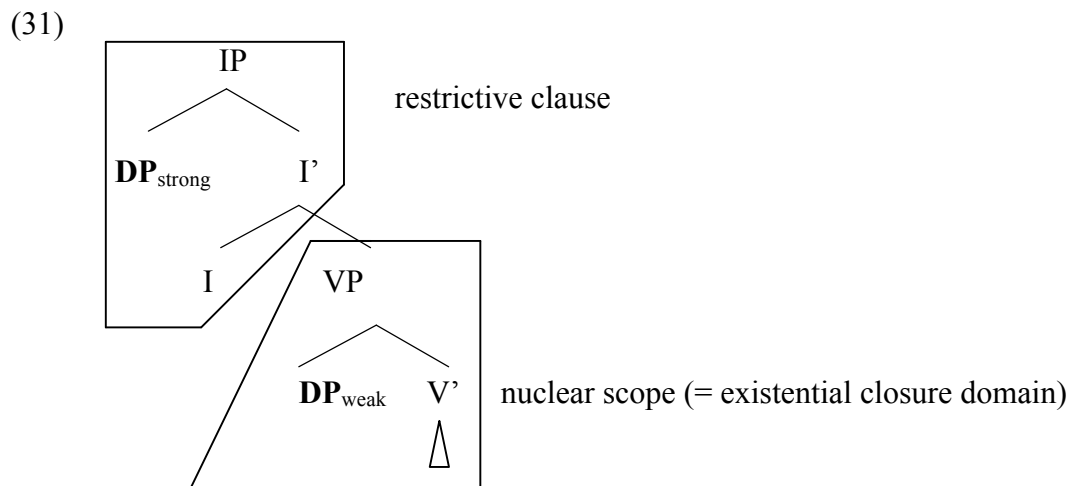 (31)
IP
restrictive clause
DPstrong I’
I VP
DPweak V’ nuclear scope (= existential closure domain)